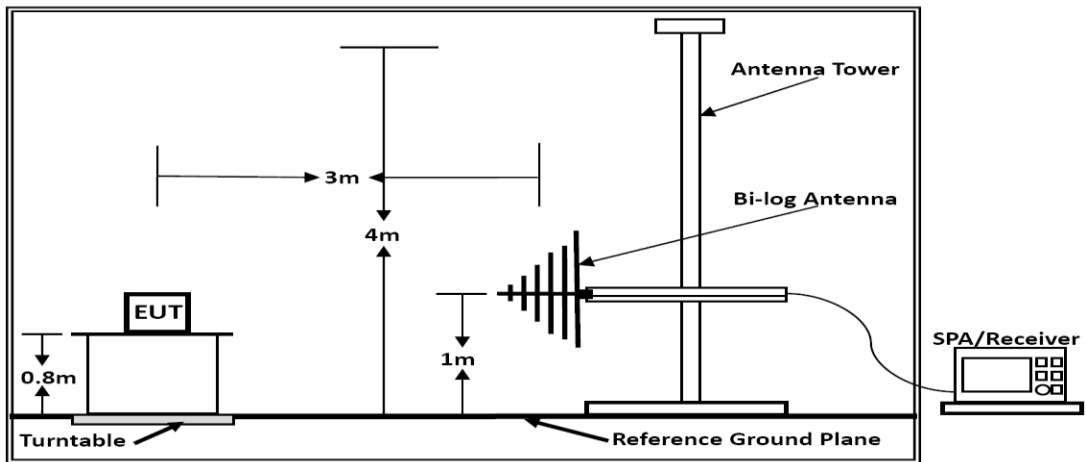 Antenna Tower
3m
Bi-log Antenna
4m
EUT
SPA/Receiver
1m
0.8m
Turntable
Reference Ground Plane